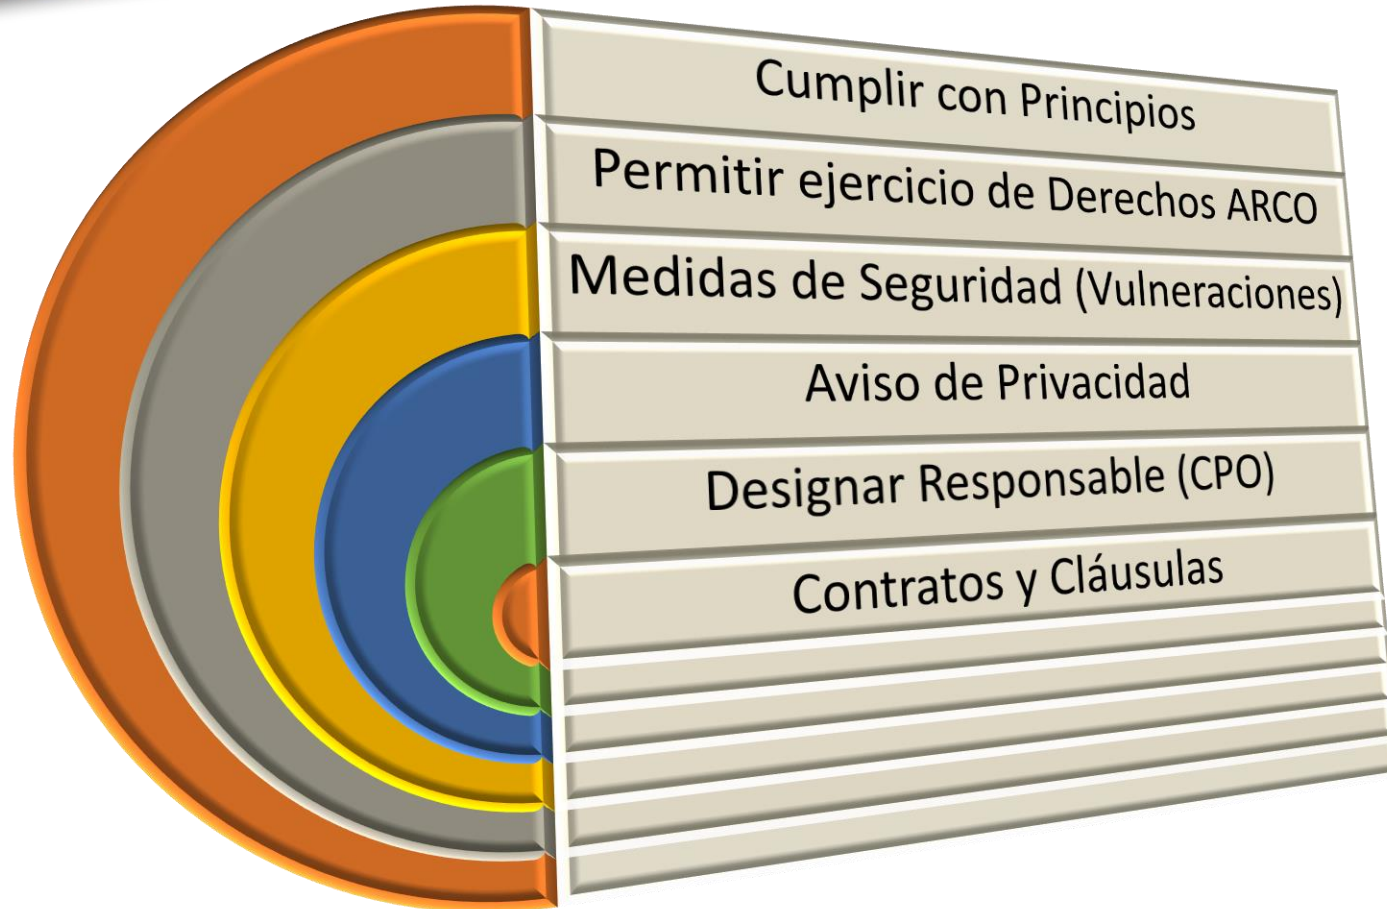 Cumplir con Principios
Permitir ejercicio de Derechos ARCO
Medidas de Seguridad (Vulneraciones)
Aviso de Privacidad
Designar Responsable (CPO)
Contratos y Cláusulas